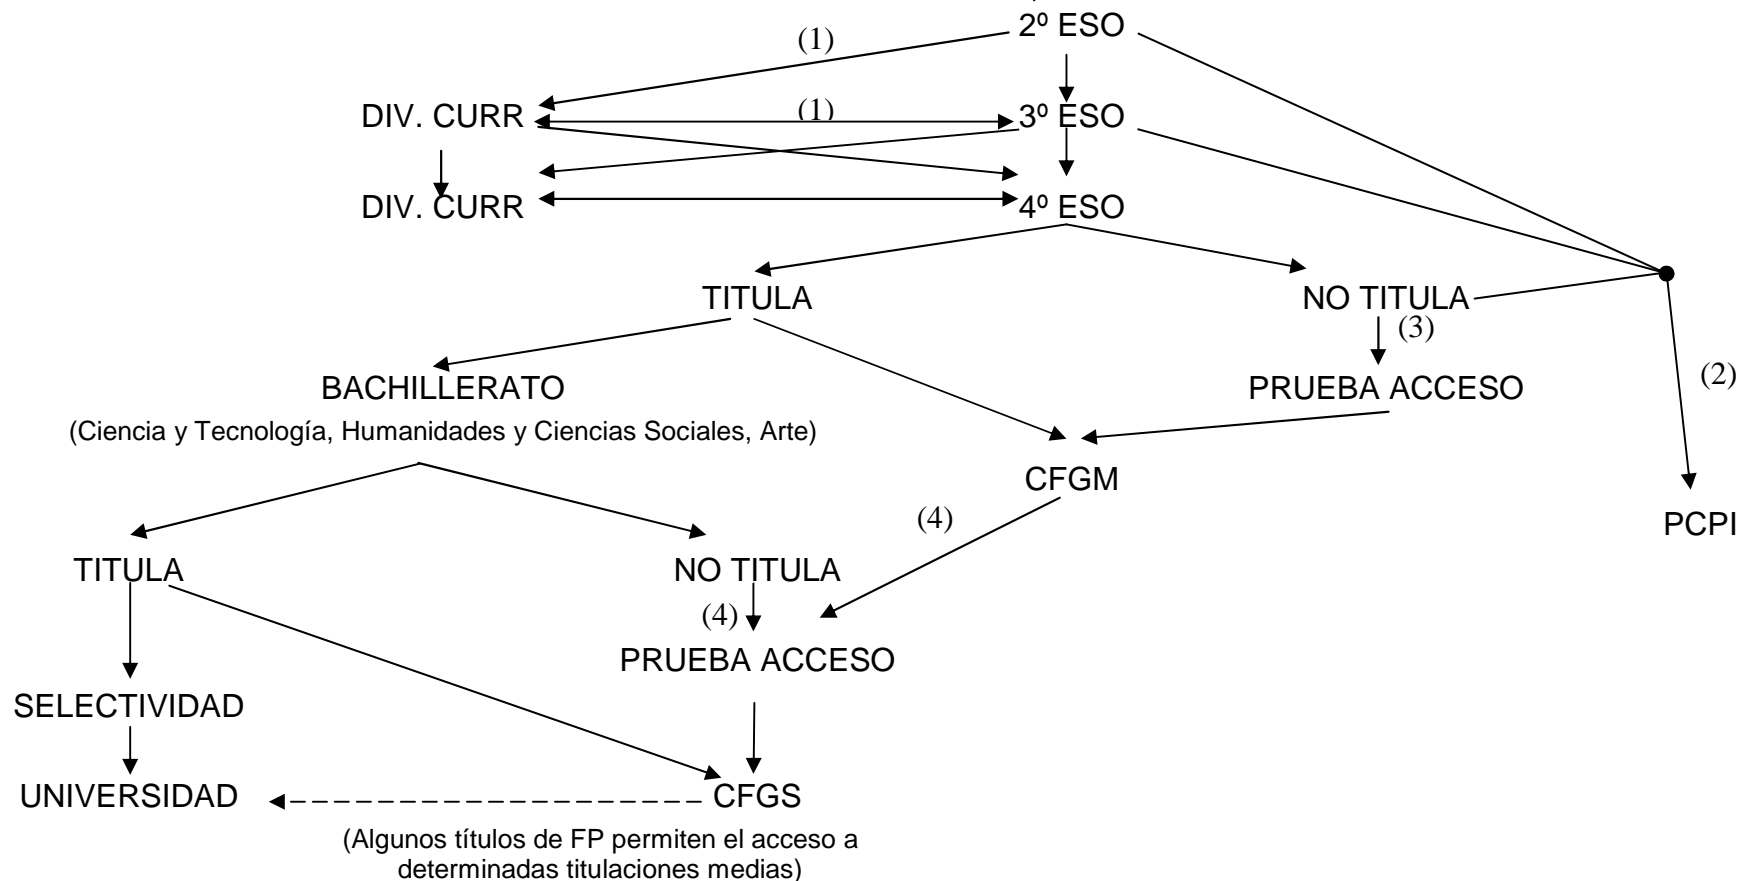 2º ESO
(1)
DIV. CURR
(1)
3º ESO
DIV. CURR
4º ESO
TITULA
NO TITULA
(3)
(2)
BACHILLERATO
PRUEBA ACCESO
(Ciencia y Tecnología, Humanidades y Ciencias Sociales, Arte)
CFGM
(4)
PCPI
TITULA
NO TITULA
(4)
PRUEBA ACCESO
SELECTIVIDAD
UNIVERSIDAD
CFGS
(Algunos títulos de FP permiten el acceso a
determinadas titulaciones medias)